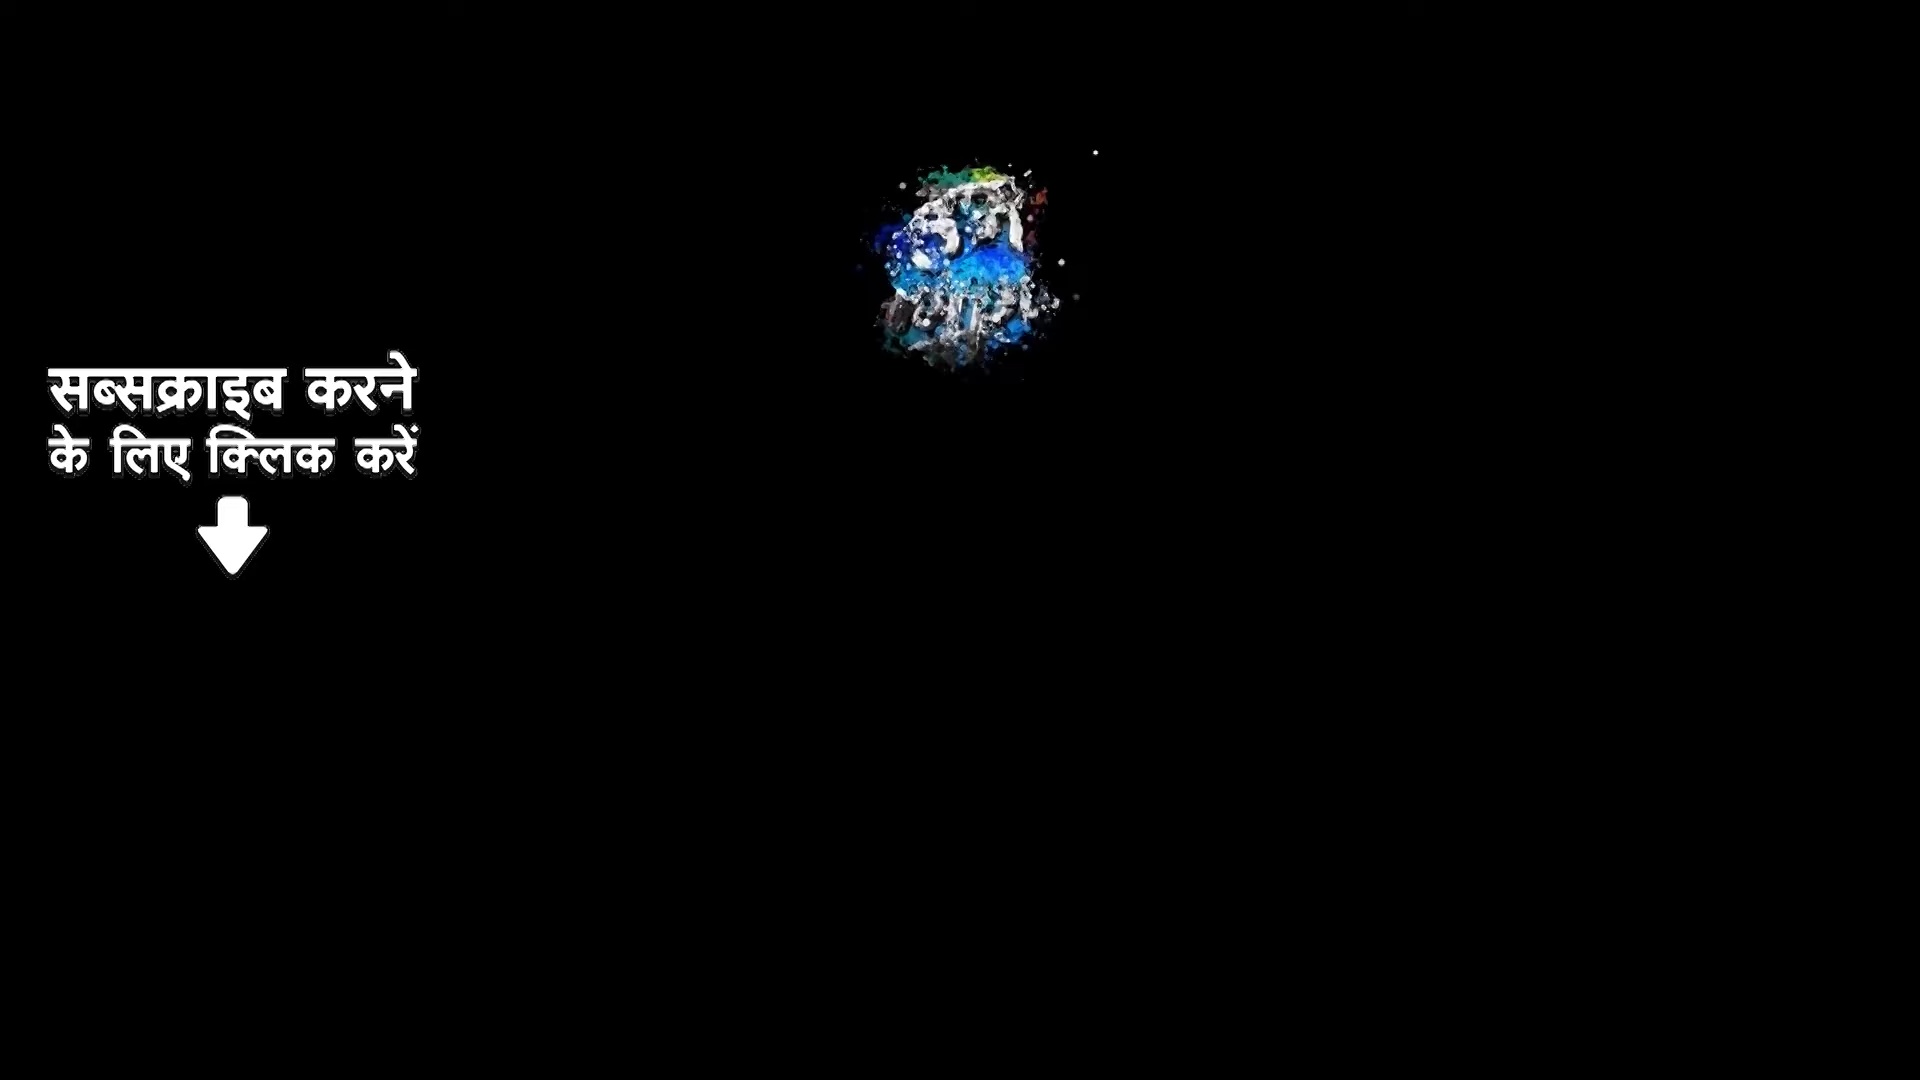 सब्सक्राइब करने
के लिए क्लिक करें